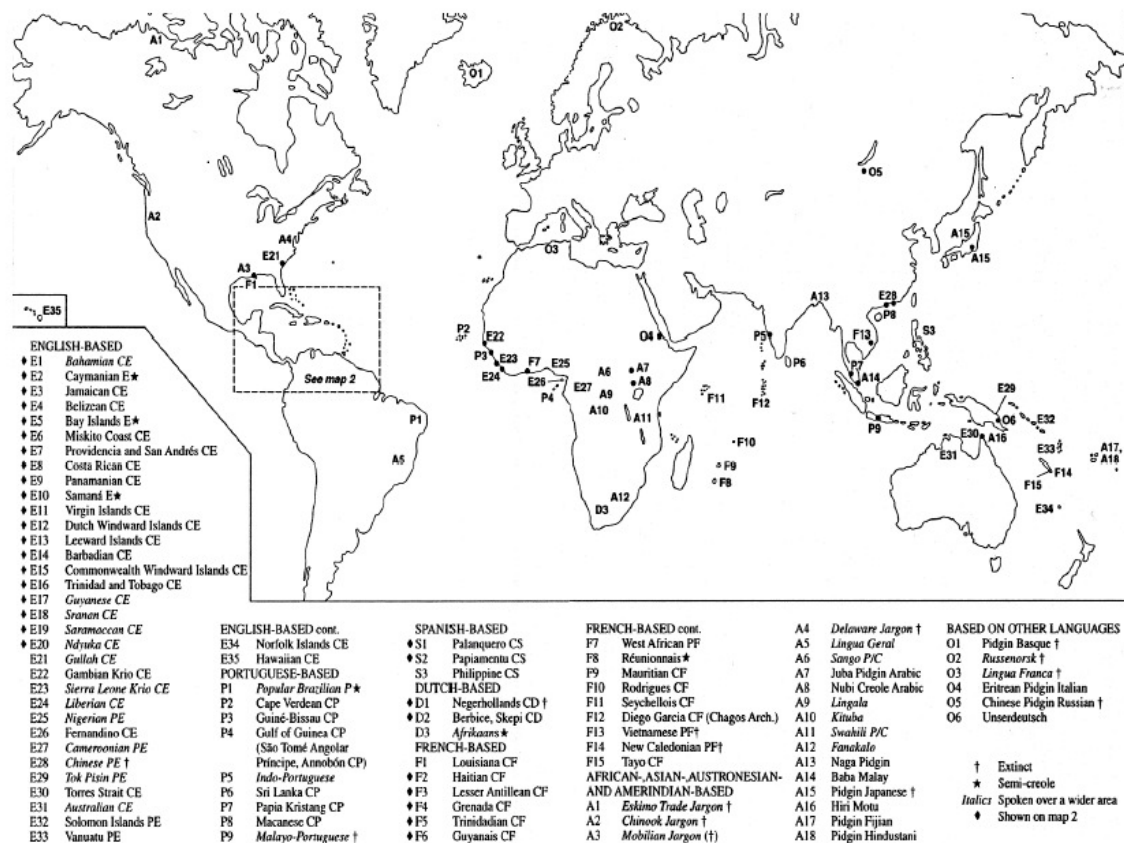 A1
O2
O1
O5
A2
A4
E21
A3
F1
O3
A15
A15
E35
See map 2
P2
E22
P3
E23
E24
F7
E25
E26
P4
E27
A6
A7
A8
A9
A10
A11
O4
P5
P6
A13
E28
P8
F13
S3
P7
A14
P9
F11
F12
F10
F9
F8
A12
D3
P1
A5
E29
O6
E32
E30
A16
E31
E33
A17,
A18
F14
F15
E34
ENGLISH-BASED
♦ E1 Bahamian CE
♦ E2 Caymanian E★
♦ E3 Jamaican CE
♦ E4 Belizean CE
♦ E5 Bay Islands E★
♦ E6 Miskito Coast CE
♦ E7 Providencia and San Andrés CE
♦ E8 Costa Rican CE
♦ E9 Panamanian CE
♦ E10 Samaná E★
♦ E11 Virgin Islands CE
♦ E12 Dutch Windward Islands CE
♦ E13 Leeward Islands CE
♦ E14 Barbadian CE
♦ E15 Commonwealth Windward Islands CE
♦ E16 Trinidad and Tobago CE
♦ E17 Guyanese CE
♦ E18 Sranan CE
♦ E19 Saramaccan CE
♦ E20 Ndyuka CE
E21 Gullah CE
E22 Gambian Krio CE
E23 Sierra Leone Krio CE
E24 Liberian CE
E25 Nigerian PE
E26 Fernandino CE
E27 Cameroonian PE
E28 Chinese PE †
E29 Tok Pisin PE
E30 Torres Strait CE
E31 Australian CE
E32 Solomon Islands PE
E33 Vanuatu PE
ENGLISH-BASED cont.
E34 Norfolk Islands CE
E35 Hawaiian CE
PORTUGUESE-BASED
P1 Popular Brazilian P★
P2 Cape Verdean CP
P3 Guiné-Bissau CP
P4 Gulf of Guinea CP
(São Tomé Angolar
Príncipe, Annobón CP)
P5 Indo-Portuguese
P6 Sri Lanka CP
P7 Papia Kristang CP
P8 Macanese CP
P9 Malayo-Portuguese †
SPANISH-BASED
♦ S1 Palanquero CS
♦ S2 Papiamentu CS
S3 Philippine CS
DUTCH-BASED
♦ D1 Negerhollands CD †
♦ D2 Berbice, Skepi CD
D3 Afrikaans★
FRENCH-BASED
F1 Louisiana CF
♦ F2 Haitian CF
♦ F3 Lesser Antillean CF
♦ F4 Grenada CF
♦ F5 Trinidadian CF
♦ F6 Guyanais CF
FRENCH-BASED cont.
F7 West African PF
F8 Réunionnais★
F9 Mauritian CF
F10 Rodrigues CF
F11 Seychellois CF
F12 Diego Garcia CF (Chagos Arch.)
F13 Vietnamese PF†
F14 New Caledonian PF†
F15 Tayo CF
AFRICAN-, ASIAN-, AUSTRONESIAN-
AND AMERINDIAN-BASED
A1 Eskimo Trade Jargon †
A2 Chinook Jargon †
A3 Mobilian Jargon (†)
A4 Delaware Jargon †
A5 Lingua Geral
A6 Sango P/C
A7 Juba Pidgin Arabic
A8 Nubi Creole Arabic
A9 Lingala
A10 Kituba
A11 Swahili P/C
A12 Fanakalo
A13 Naga Pidgin
A14 Baba Malay
A15 Pidgin Japanese †
A16 Hiri Motu
A17 Pidgin Fijian
A18 Pidgin Hindustani
BASED ON OTHER LANGUAGES
O1 Pidgin Basque †
O2 Russenorsk †
O3 Lingua Franca †
O4 Eritrean Pidgin Italian
O5 Chinese Pidgin Russian †
O6 Unserdeutsch
† Extinct
★ Semi-creole
Italics Spoken over a wider area
♦ Shown on map 2